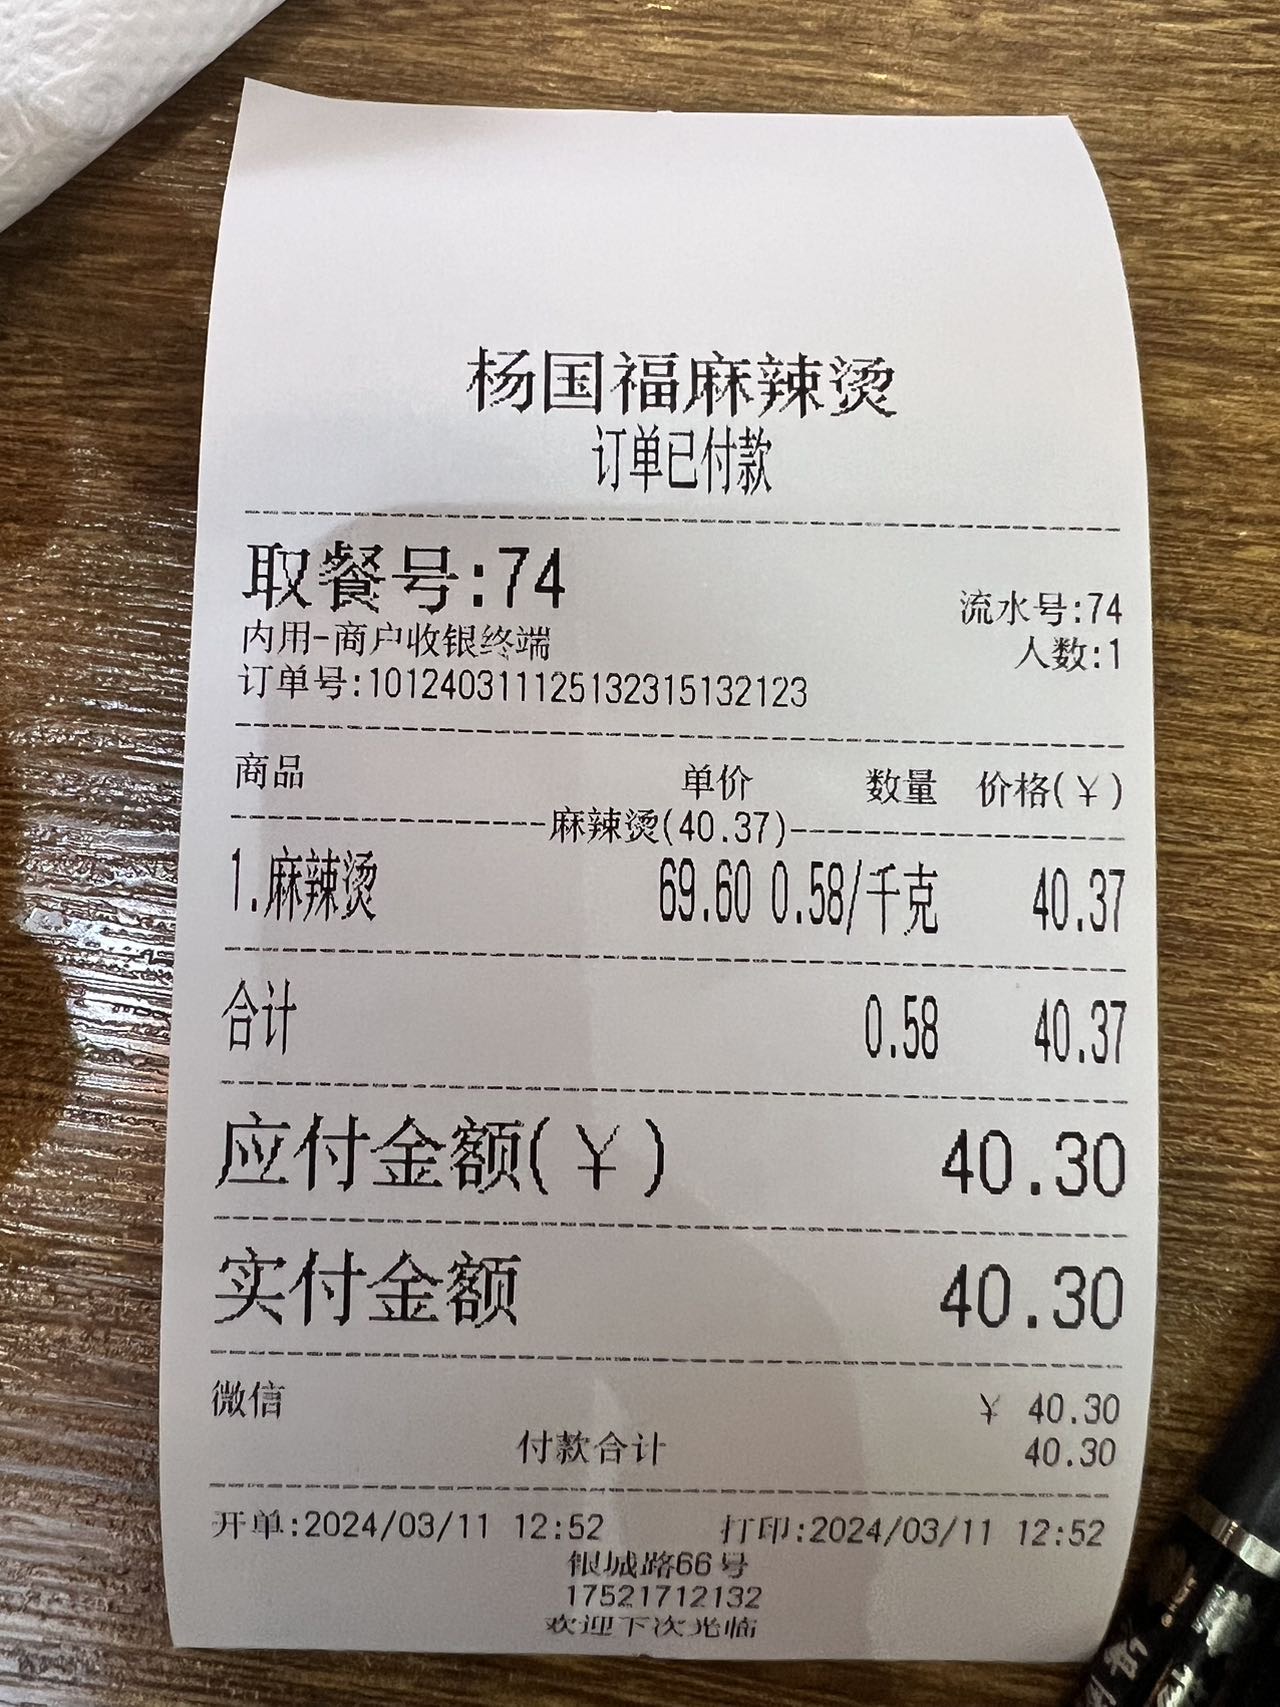 杨国福麻辣烫
订单已付款
取餐号:74
流水号:74
内用-商户收银终端
人数:1
订单号:101240311125132315132123
商品 单价 数量 价格(¥)
麻辣烫(40.37)
1.麻辣烫 69.60 0.58/千克 40.37
合计 0.58 40.37
应付金额(¥) 40.30
实付金额 40.30
微信 ¥ 40.30
付款合计 40.30
开单:2024/03/11 12:52 打印:2024/03/11 12:52
银城路66号
17521712132
欢迎下次光临